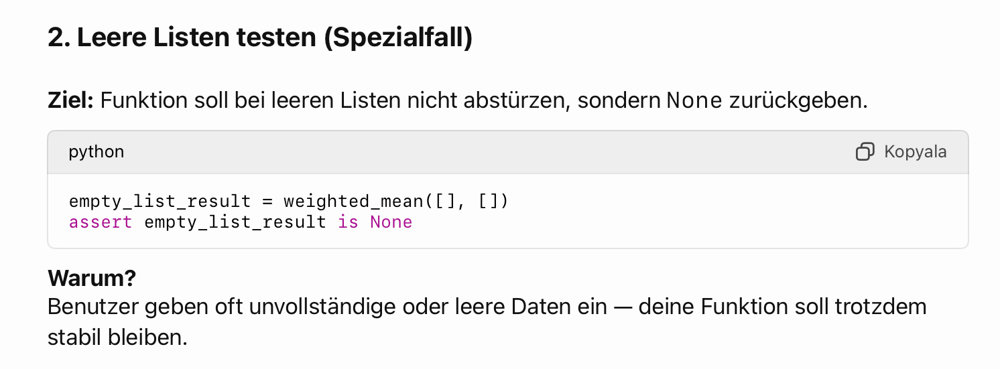 2. Leere Listen testen (Spezialfall)
Ziel: Funktion soll bei leeren Listen nicht abstürzen, sondern None zurückgeben.
python
Kopyala
empty_list_result = weighted_mean([], [])
assert empty_list_result is None
Warum?
Benutzer geben oft unvollständige oder leere Daten ein — deine Funktion soll trotzdem
stabil bleiben.